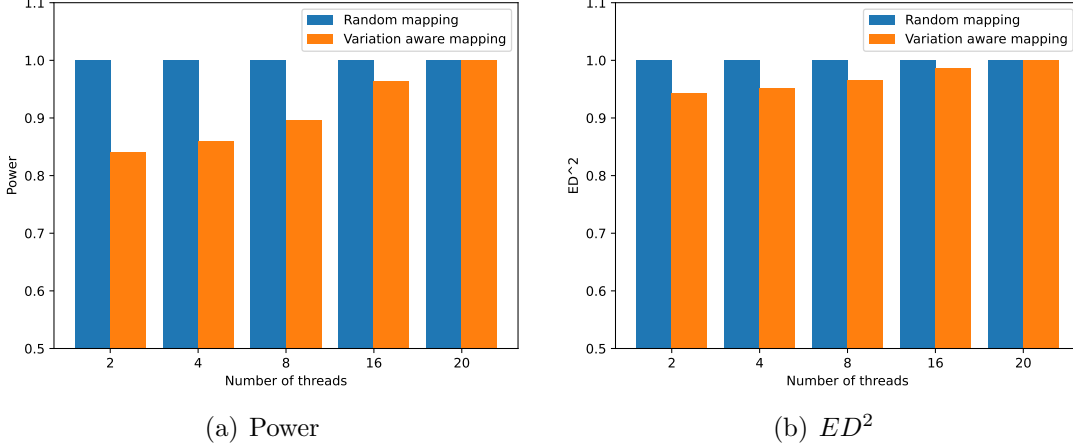 1.1
1.0
0.9
0.8
0.7
0.6
0.5
Power
Random mapping
Variation aware mapping
2 4 8 16 20
Number of threads
(a) Power
1.1
1.0
0.9
0.8
0.7
0.6
0.5
ED^2
Random mapping
Variation aware mapping
2 4 8 16 20
Number of threads
(b) ED²